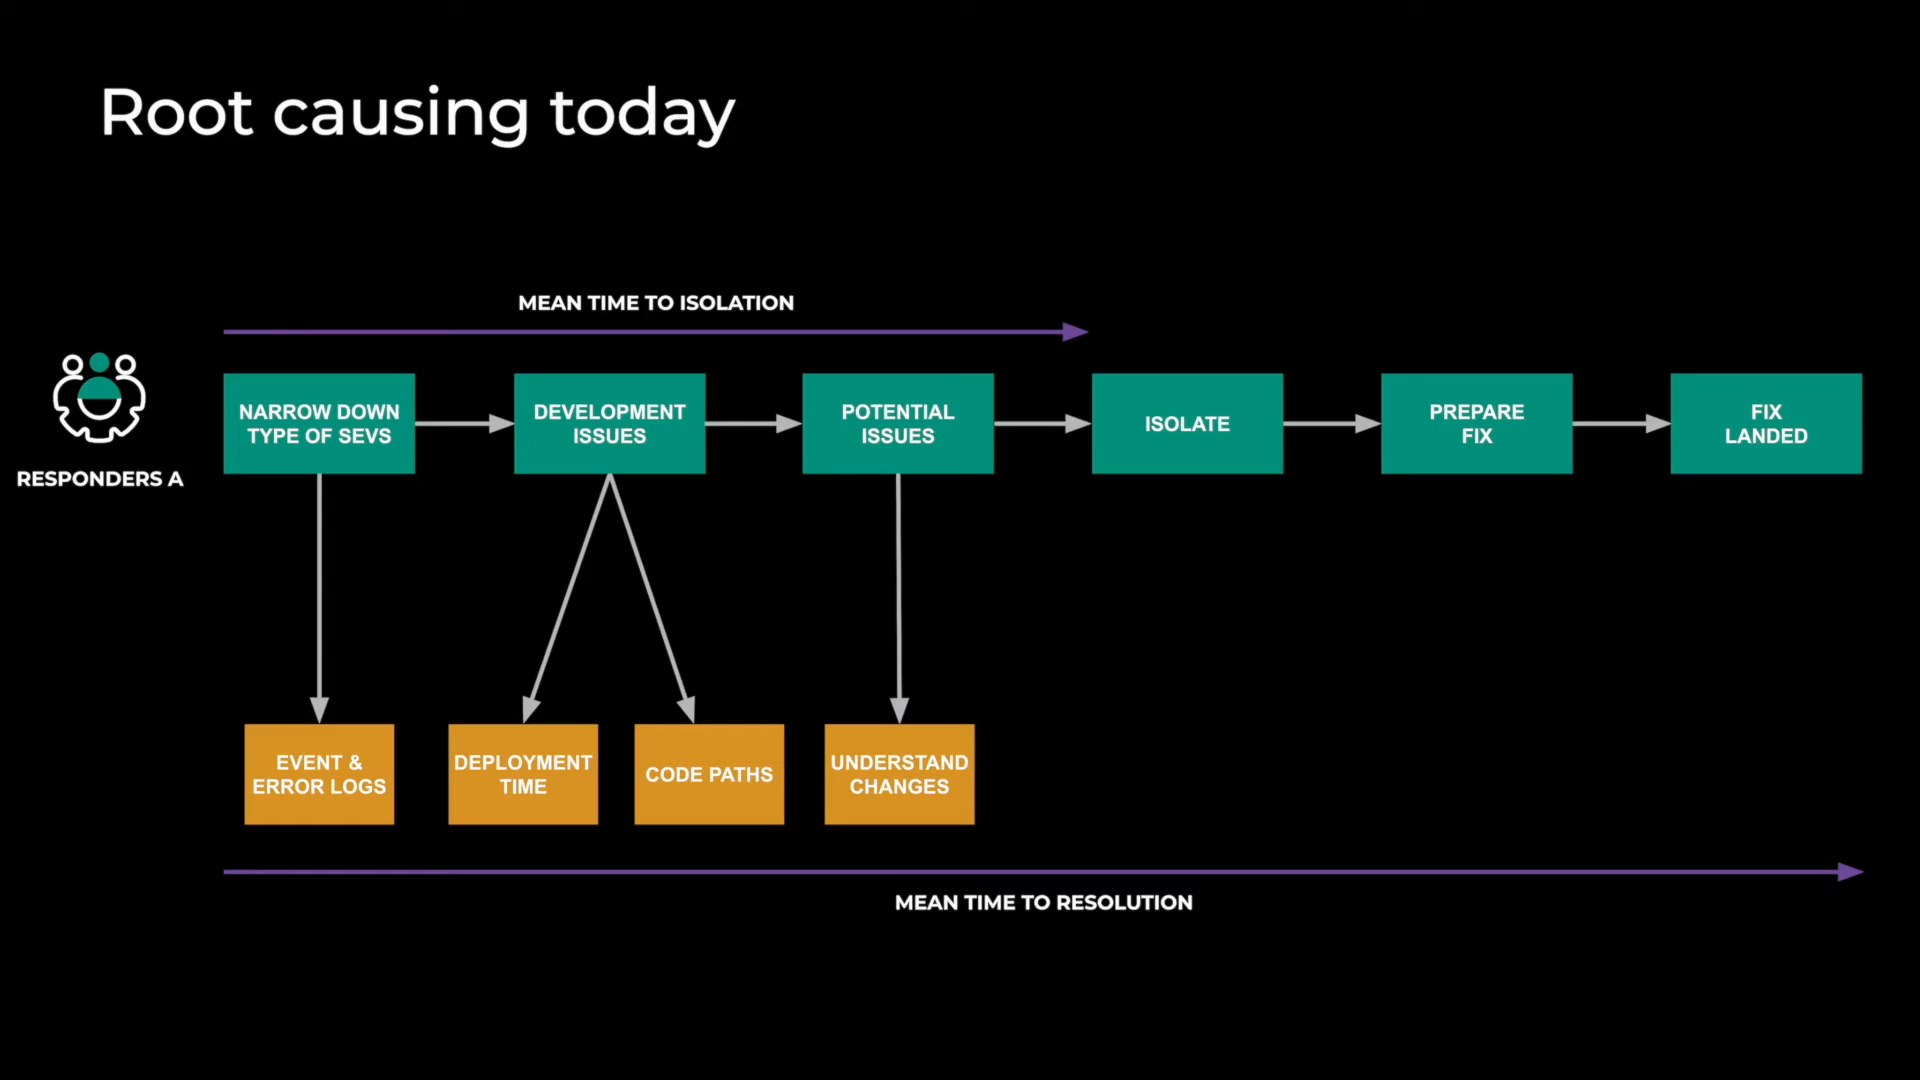 Root causing today
MEAN TIME TO ISOLATION
RESPONDERS A
NARROW DOWN
TYPE OF SEVS
DEVELOPMENT
ISSUES
POTENTIAL
ISSUES
ISOLATE
PREPARE
FIX
FIX
LANDED
EVENT &
ERROR LOGS
DEPLOYMENT
TIME
CODE PATHS
UNDERSTAND
CHANGES
MEAN TIME TO RESOLUTION